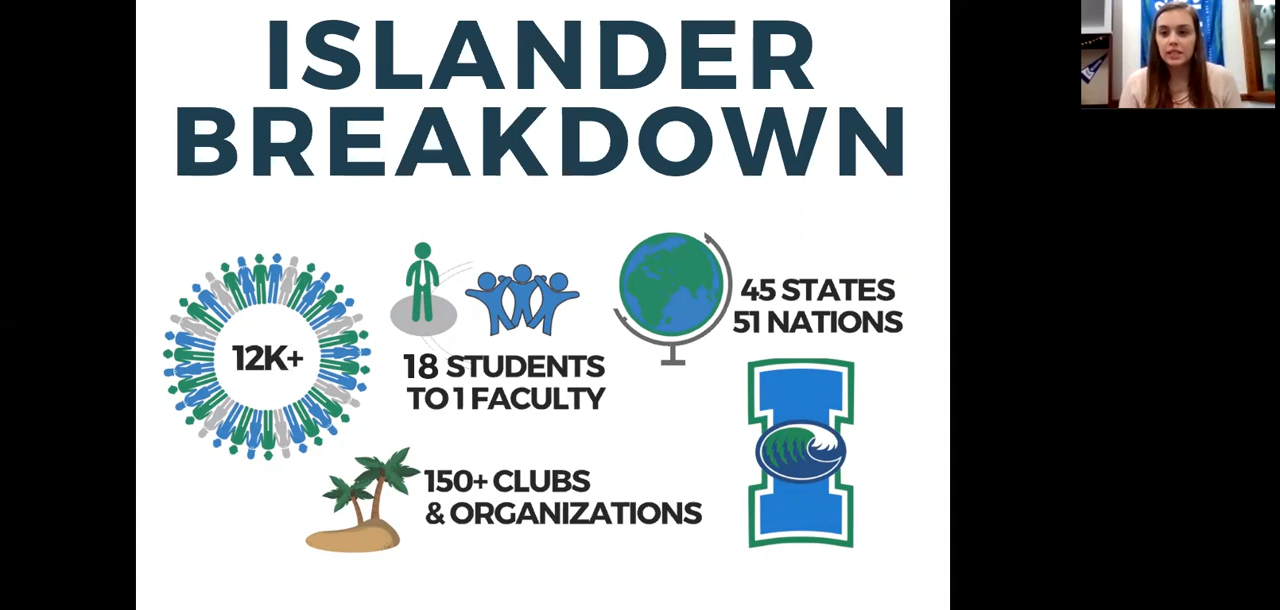 ISLANDER
BREAKDOWN
12K+
18 STUDENTS
TO 1 FACULTY
45 STATES
51 NATIONS
150+ CLUBS
& ORGANIZATIONS